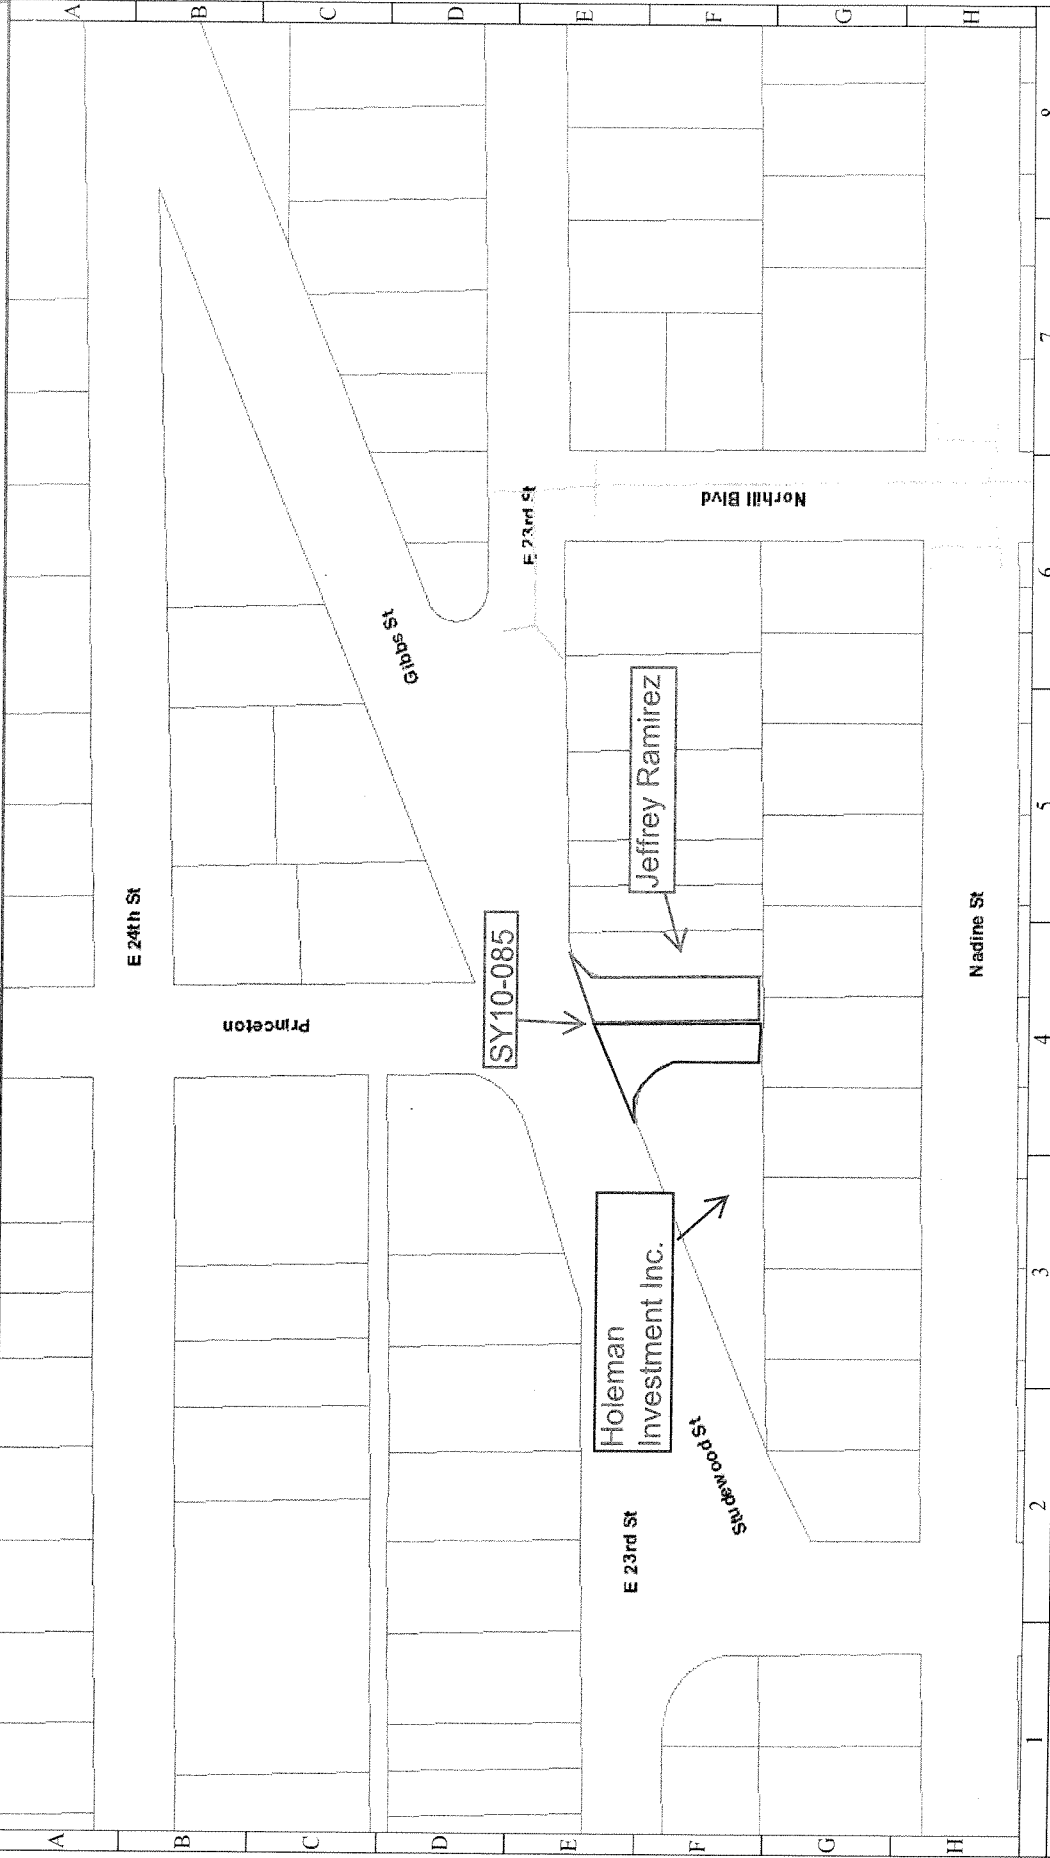 A
B
C
D
E
F
G
H
E 24th St
Princeton
Gibbs St
E 23rd St
Norhill Blvd
SY10-085
Jeffrey Ramirez
Holeman
Investment Inc.
Studewood St
E 23rd St
Nadine St
1
2
3
4
5
6
7
A
B
C
D
E
F
G
H